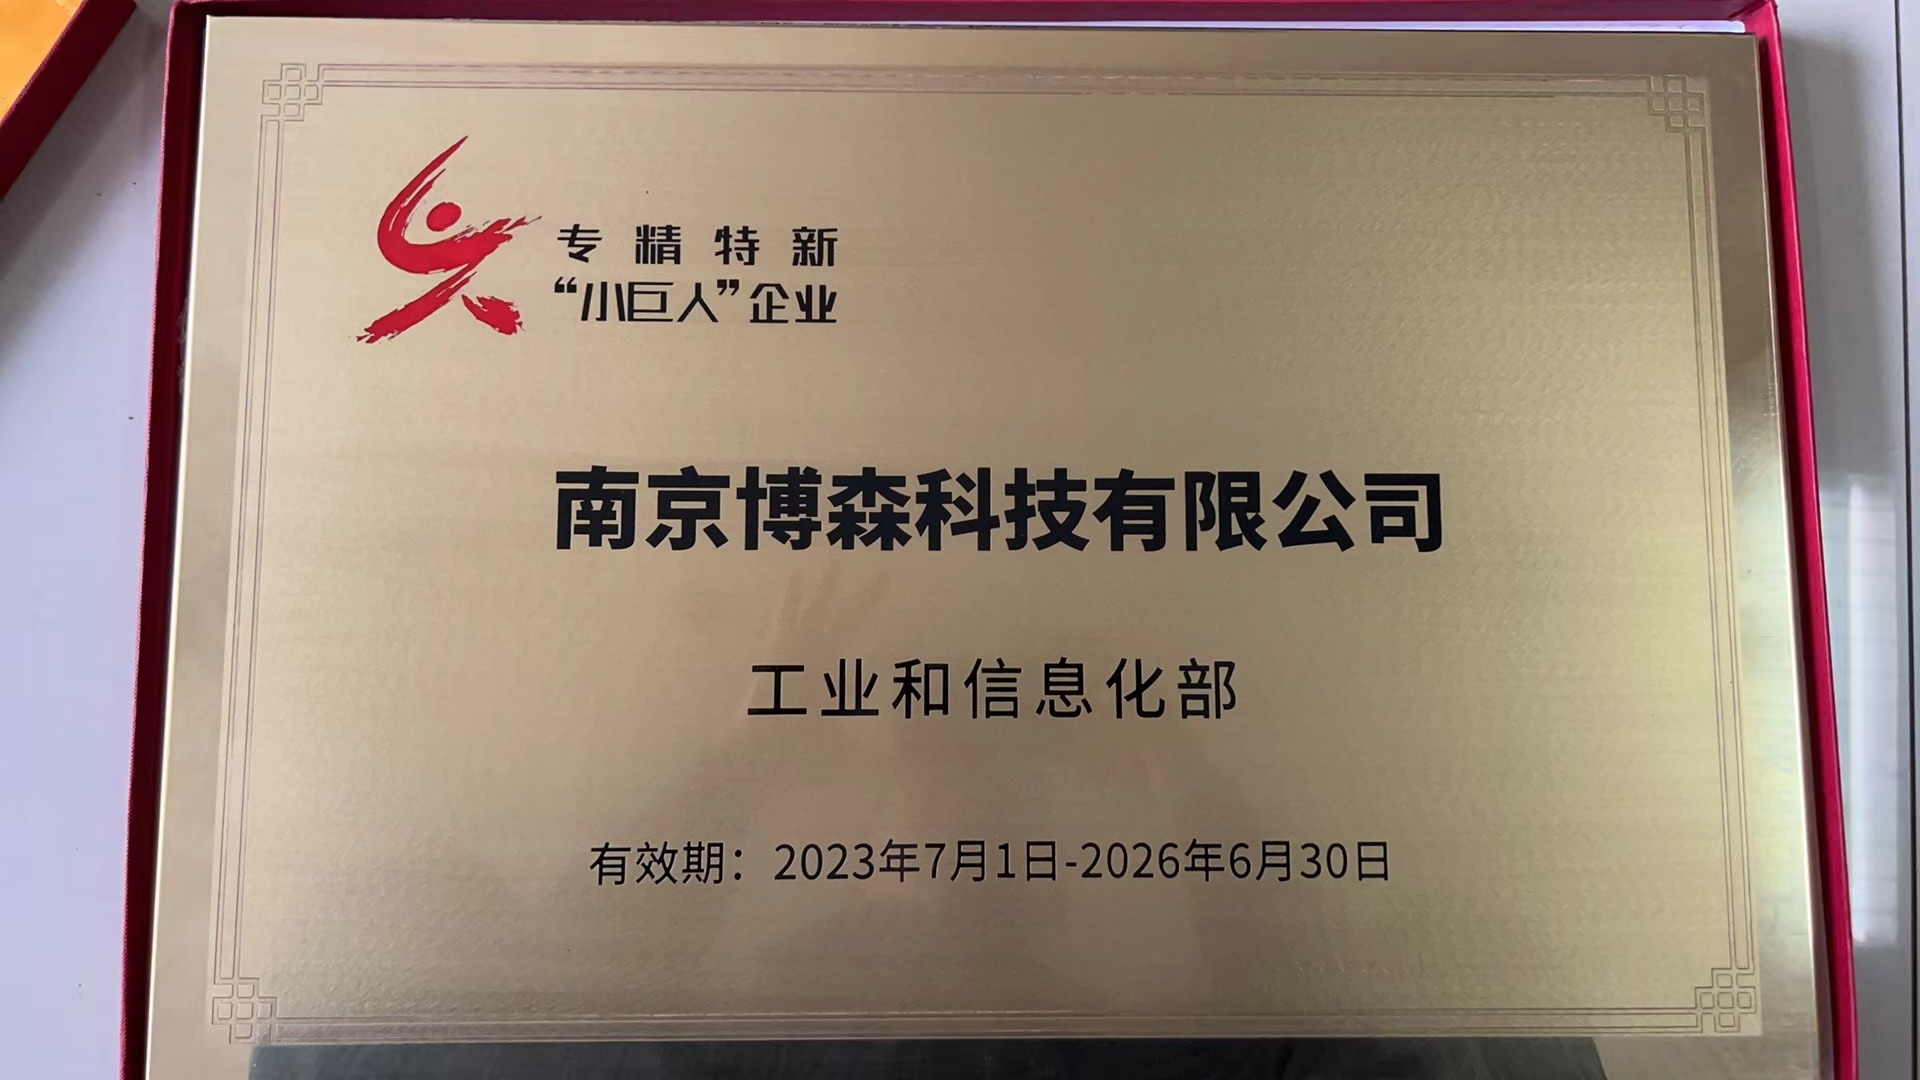 专精特新
“小巨人”企业
南京博森科技有限公司
工业和信息化部
有效期：2023年7月1日-2026年6月30日